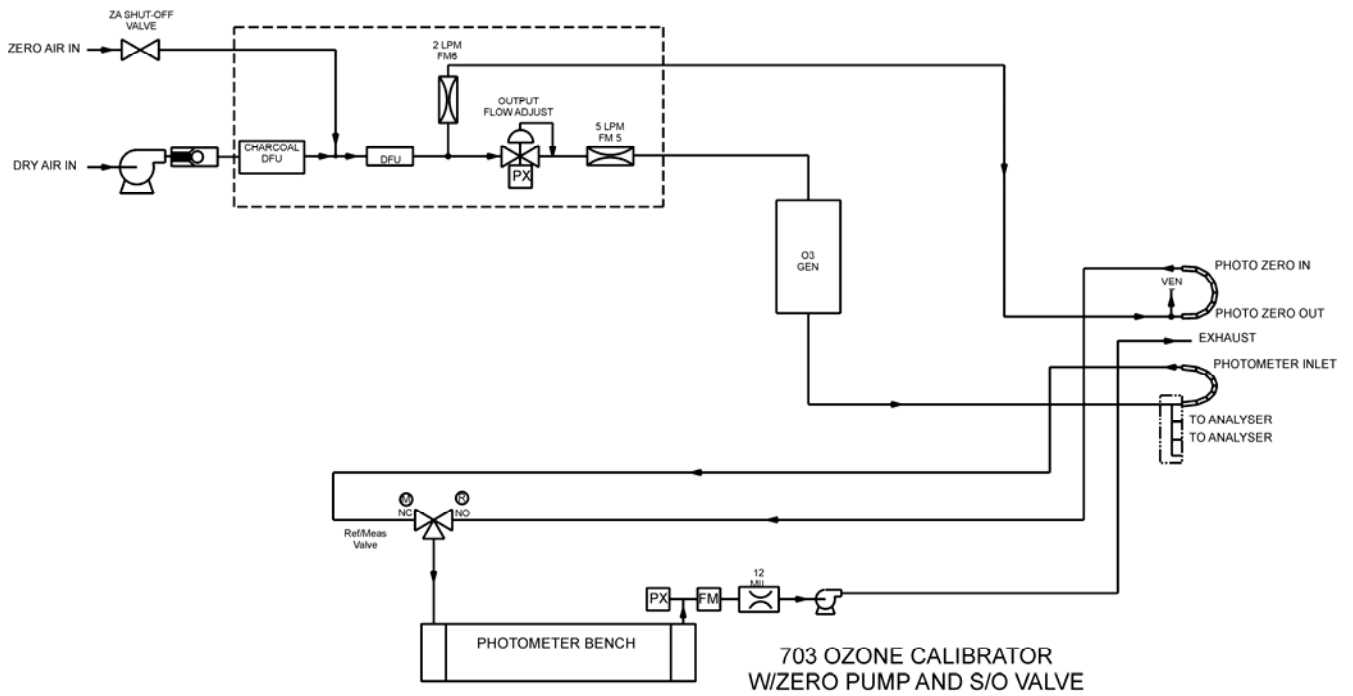 ZA SHUT-OFF
VALVE
ZERO AIR IN
DRY AIR IN
CHARCOAL
DFU
DFU
2 LPM
FM6
OUTPUT
FLOW ADJUST
PX
5 LPM
FM 5
O3
GEN
PHOTO ZERO IN
VEN
PHOTO ZERO OUT
EXHAUST
PHOTOMETER INLET
TO ANALYSER
TO ANALYSER
M
NC
R
NO
Ref/Meas
Valve
PX
FM
12
MIL
PHOTOMETER BENCH
703 OZONE CALIBRATOR
W/ZERO PUMP AND S/O VALVE